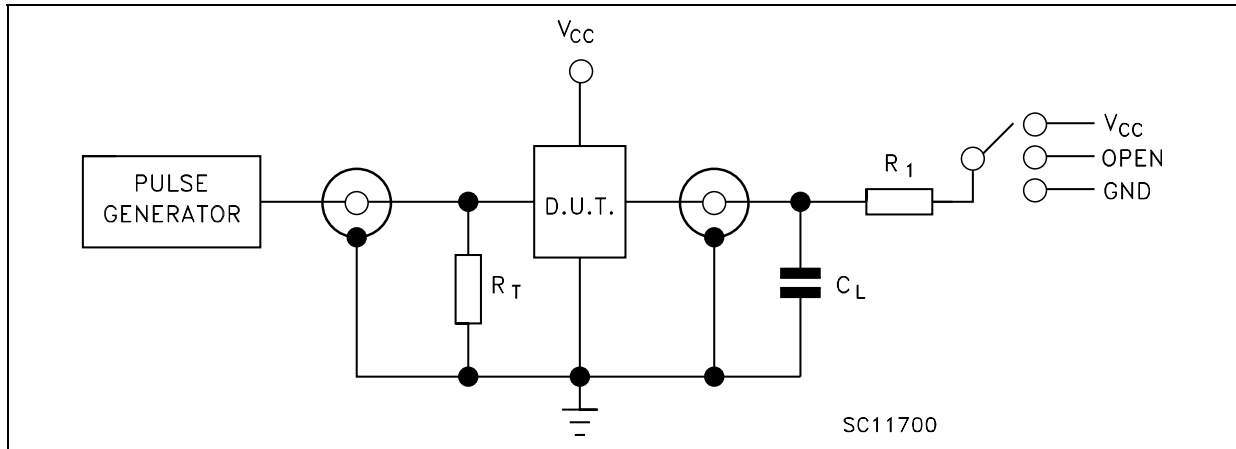 VCC
PULSE
GENERATOR
D.U.T.
RT
CL
R1
VCC
OPEN
GND
SC11700